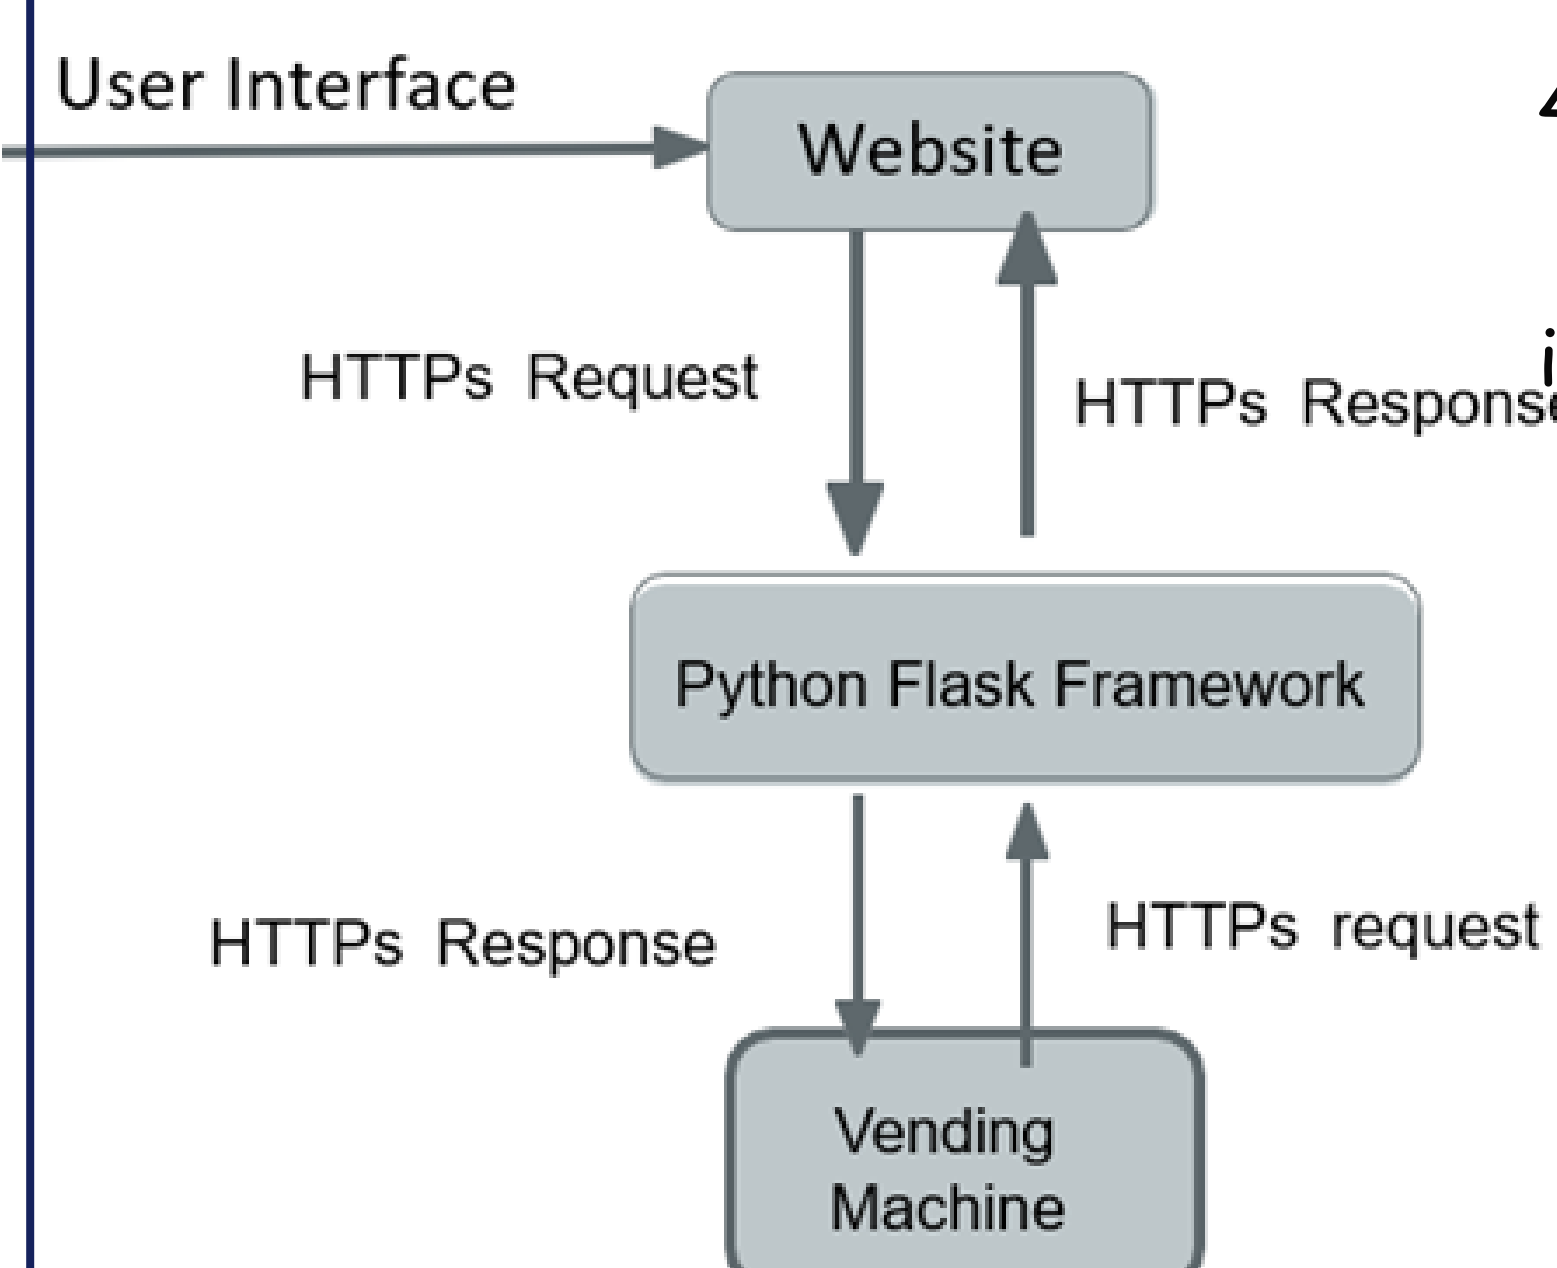 User Interface
Website
HTTPs Request
HTTPs Response
Python Flask Framework
HTTPs Response
HTTPs request
Vending
Machine